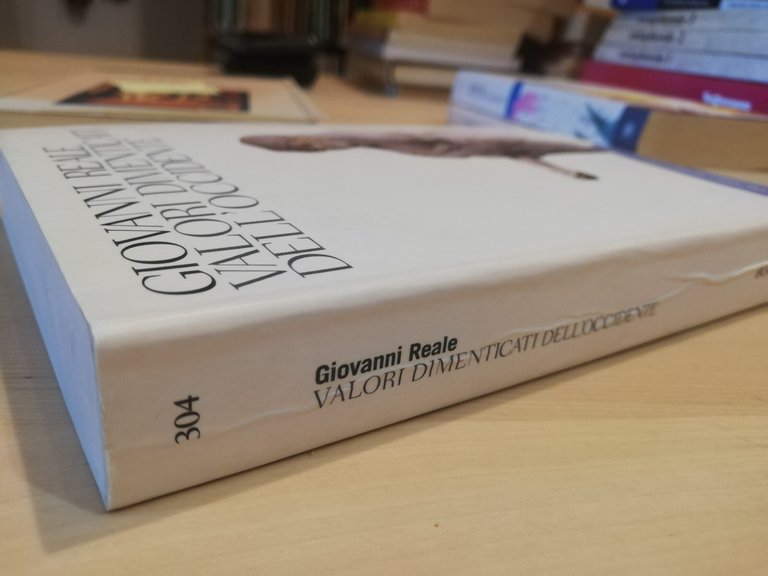 GIOVANNI REALE
VALORI DIMENTICATI
DELL'OCCIDENTE
Giovanni Reale
VALORI DIMENTICATI DELL'OCCIDENTE
304